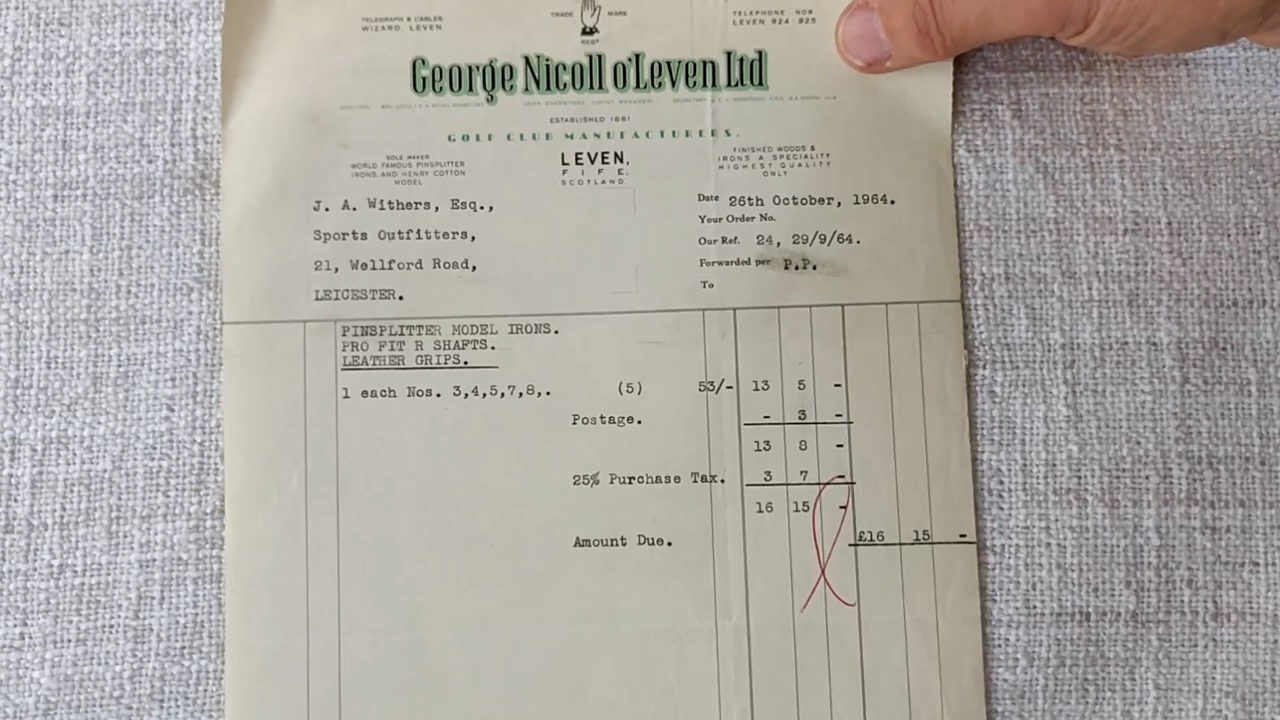 TELEGRAPH & CABLES
WIZARD, LEVEN
TRADE MARK
REGD
TELEPHONE NOS
LEVEN 924 925
George Nicoll o'Leven Ltd
ESTABLISHED 1881
GOLF CLUB MANUFACTURERS.
SOLE MAKER
WORLD FAMOUS PINSPLITTER
IRONS AND HENRY COTTON
MODEL
LEVEN,
FIFE,
SCOTLAND
FINISHED WOODS &
IRONS A SPECIALITY
HIGHEST QUALITY
ONLY
J. A. Withers, Esq.,
Sports Outfitters,
21, Wellford Road,
LEICESTER.
Date 26th October, 1964.
Your Order No.
Our Ref. 24, 29/9/64.
Forwarded per P.P.
To
PINSPLITTER MODEL IRONS.
PRO FIT R SHAFTS.
LEATHER GRIPS.
1 each Nos. 3,4,5,7,8,. (5) 53/- 13 5 -
Postage. - 3 -
13 8 -
25% Purchase Tax. 3 7 -
16 15 -
Amount Due. £16 15 -